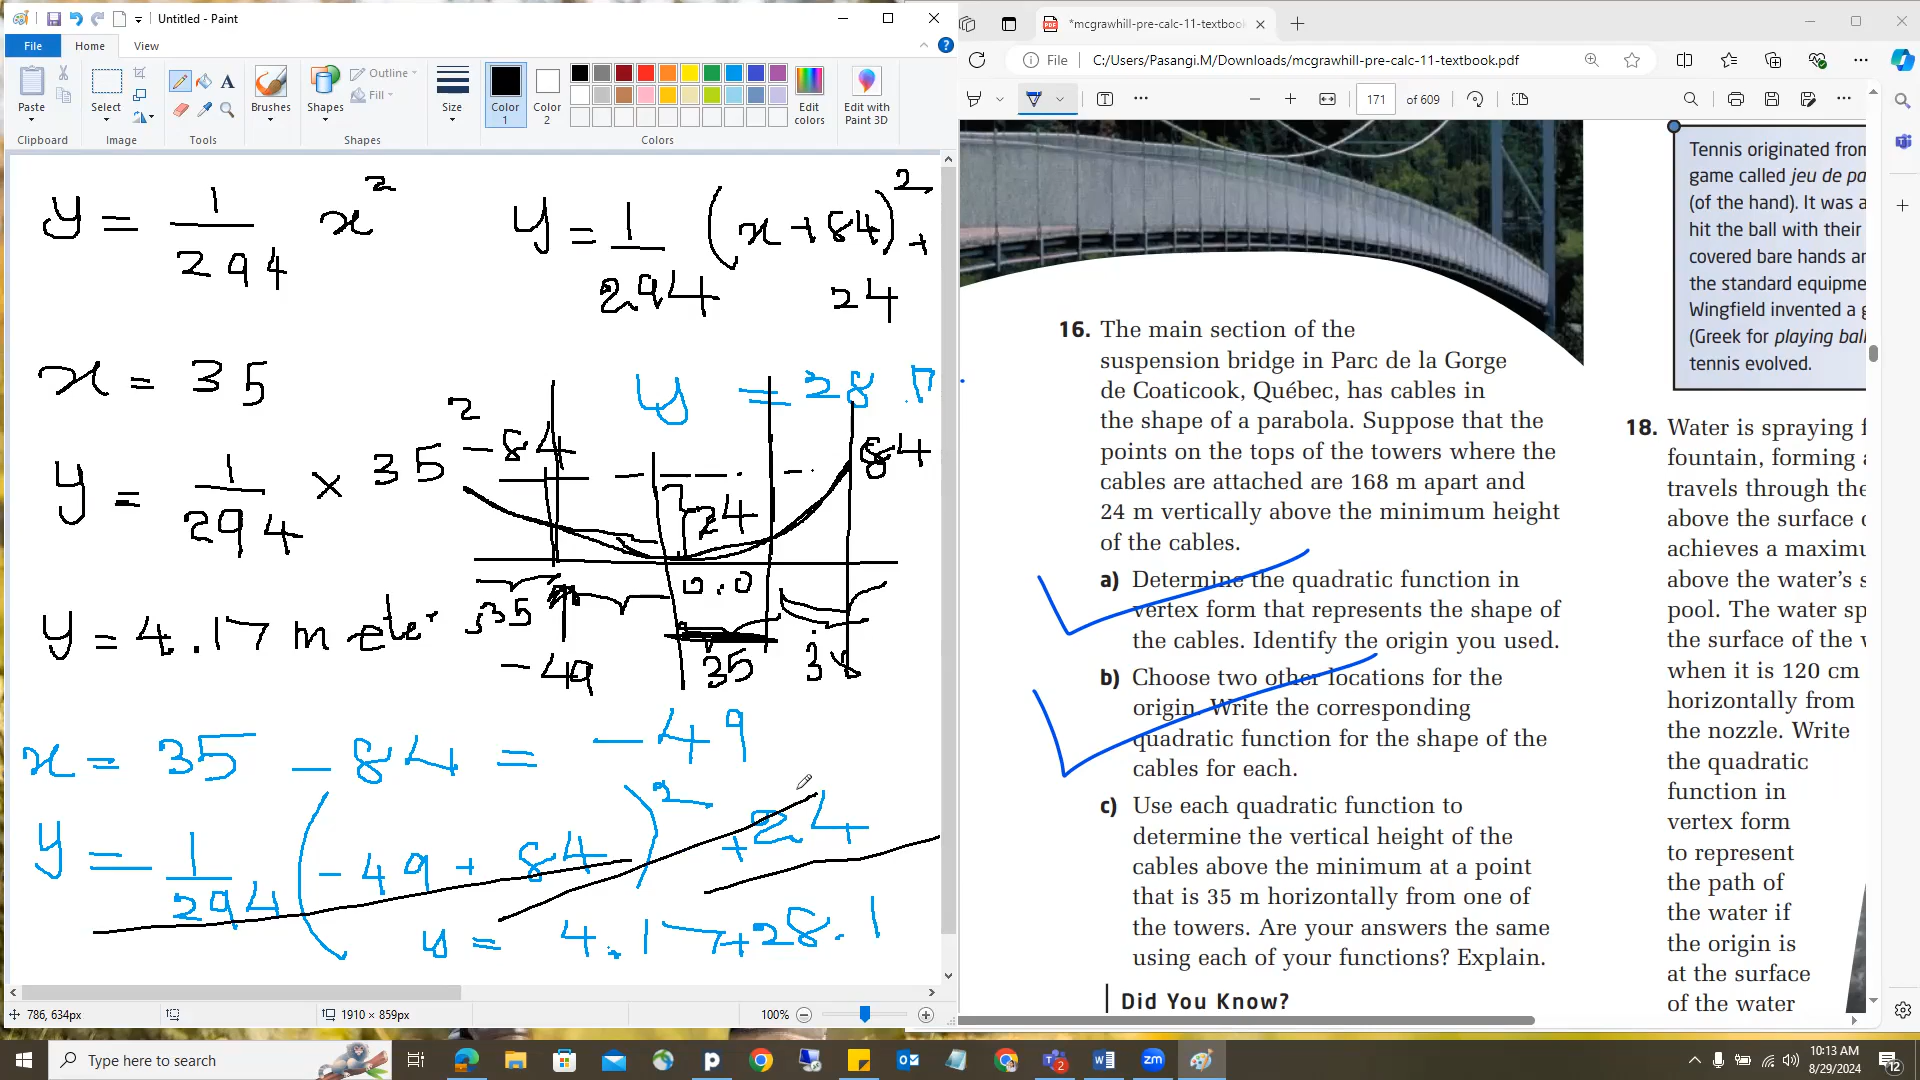 Untitled - Paint
File Home View
Paste
Clipboard
Select
Image
Tools
Brushes
Shapes
Outline
Fill
Shapes
Size
Color 1
Color 2
Edit colors
Colors
Edit with Paint 3D
y = 1/294 x²
y = 1/294 (x+84)² + 24
x = 35
y = 28.
y = 1/294 × 35²
-84
84
24
0.0
y = 4.17 meter
35
-49
35
x = 35 - 84 = -49
y = 1/294 (-49 + 84)² + 24
y = 4.17+28.1
786, 634px
1910 × 859px
100%
*mcgrawhill-pre-calc-11-textboo
File C:/Users/Pasangi.M/Downloads/mcgrawhill-pre-calc-11-textbook.pdf
171 of 609
16. The main section of the
suspension bridge in Parc de la Gorge
de Coaticook, Québec, has cables in
the shape of a parabola. Suppose that the
points on the tops of the towers where the
cables are attached are 168 m apart and
24 m vertically above the minimum height
of the cables.
a) Determine the quadratic function in
vertex form that represents the shape of
the cables. Identify the origin you used.
b) Choose two other locations for the
origin. Write the corresponding
quadratic function for the shape of the
cables for each.
c) Use each quadratic function to
determine the vertical height of the
cables above the minimum at a point
that is 35 m horizontally from one of
the towers. Are your answers the same
using each of your functions? Explain.
Did You Know?
Tennis originated from
game called jeu de pa
(of the hand). It was a
hit the ball with their
covered bare hands an
the standard equipme
Wingfield invented a g
(Greek for playing ball
tennis evolved.
18. Water is spraying f
fountain, forming a
travels through the
above the surface o
achieves a maximu
above the water's s
pool. The water sp
the surface of the w
when it is 120 cm
horizontally from
the nozzle. Write
the quadratic
function in
vertex form
to represent
the path of
the water if
the origin is
at the surface
of the water
Type here to search
10:13 AM
8/29/2024